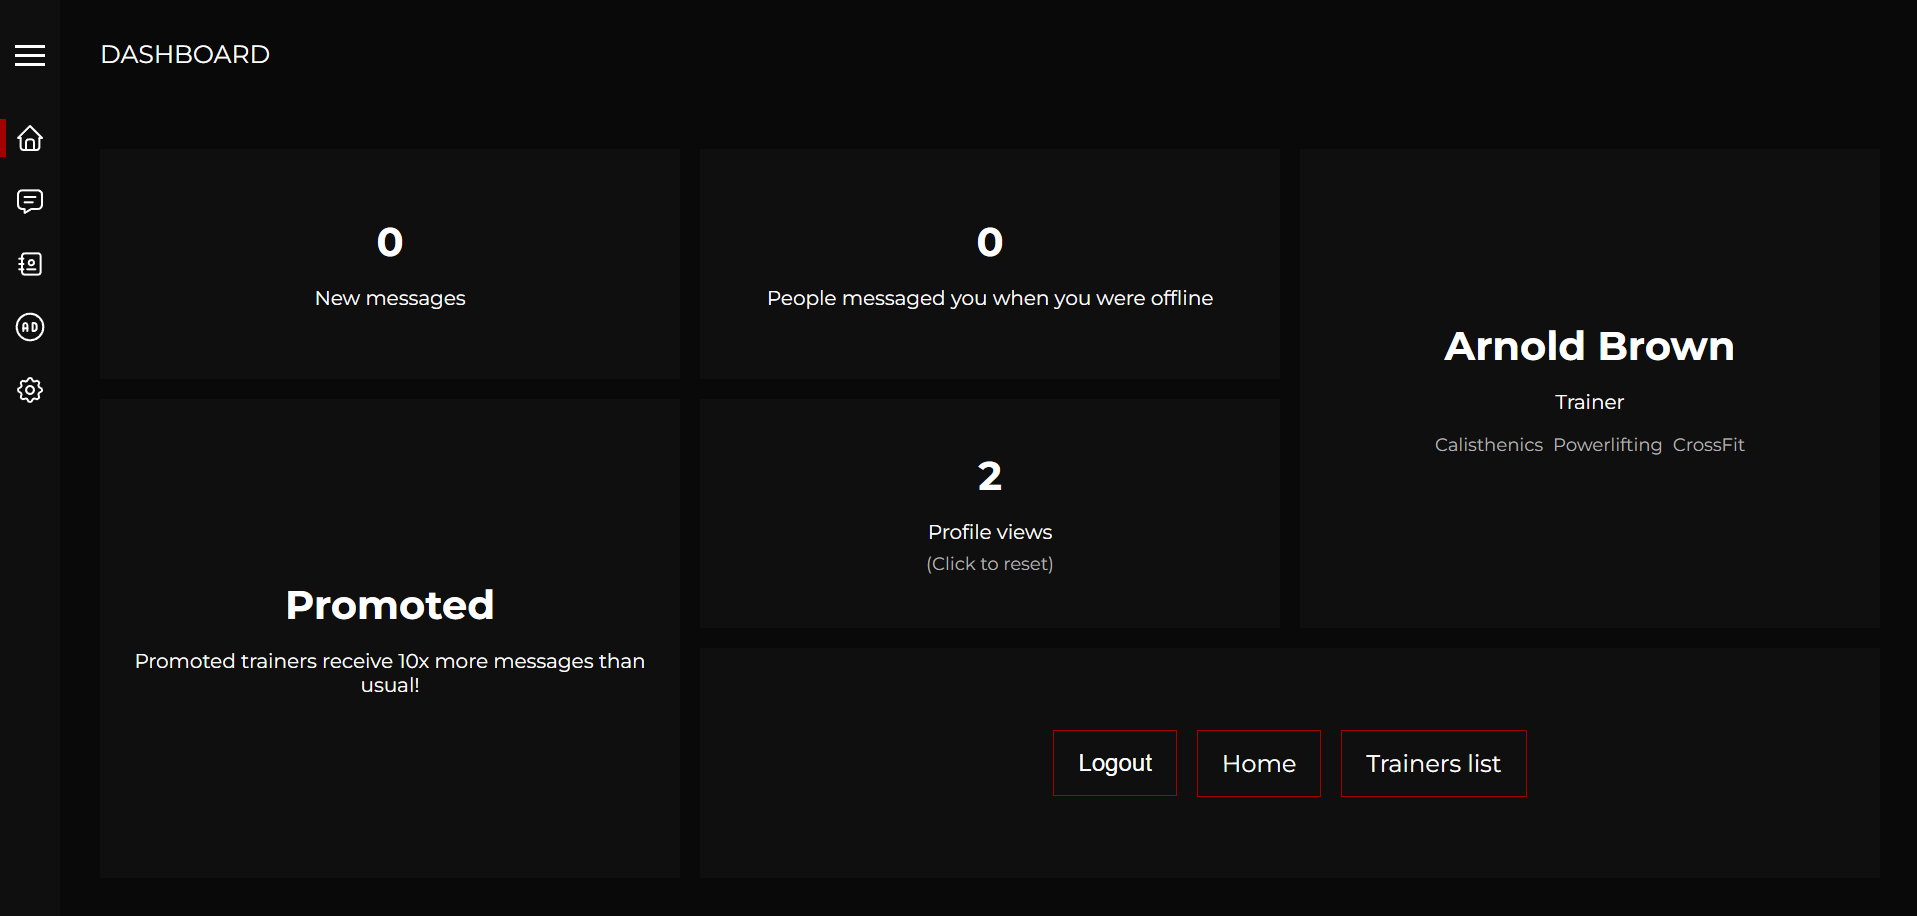 DASHBOARD
0
New messages
0
People messaged you when you were offline
Arnold Brown
Trainer
Calisthenics Powerlifting CrossFit
AD
Promoted
Promoted trainers receive 10x more messages than
usual!
2
Profile views
(Click to reset)
Logout
Home
Trainers list